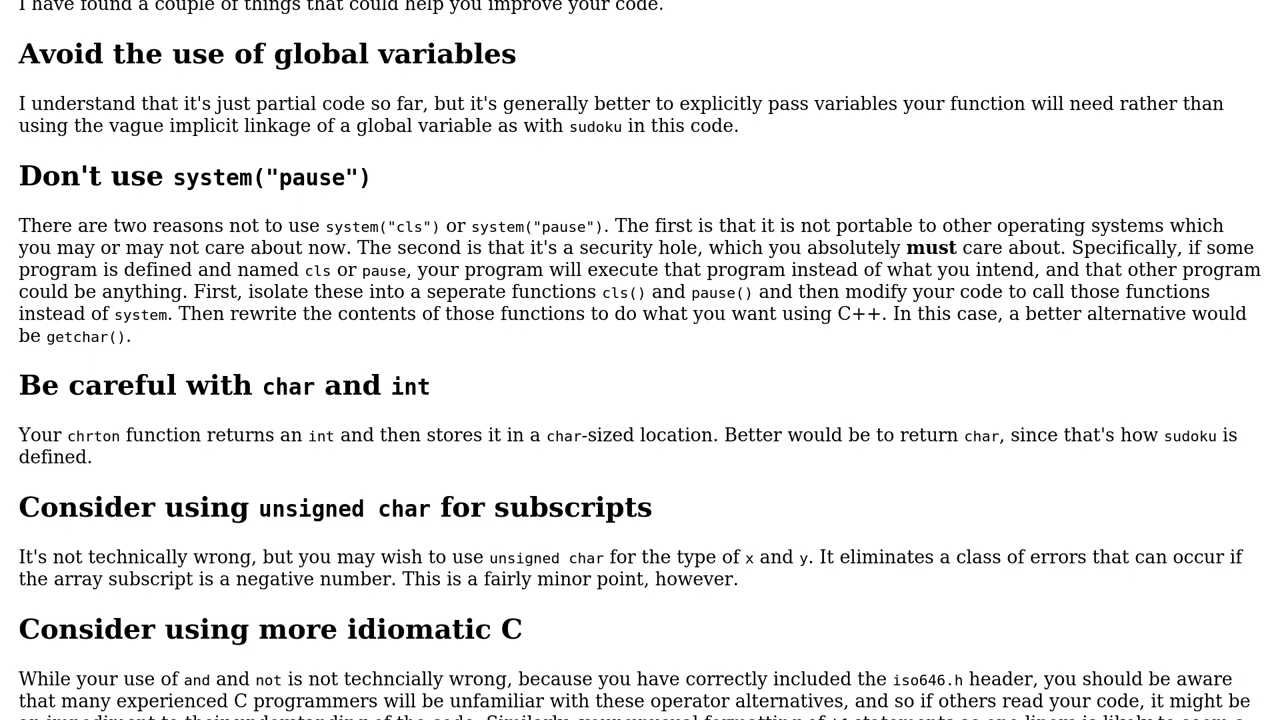 I have found a couple of things that could help you improve your code.
Avoid the use of global variables
I understand that it's just partial code so far, but it's generally better to explicitly pass variables your function will need rather than
using the vague implicit linkage of a global variable as with sudoku in this code.
Don't use system("pause")
There are two reasons not to use system("cls") or system("pause"). The first is that it is not portable to other operating systems which
you may or may not care about now. The second is that it's a security hole, which you absolutely must care about. Specifically, if some
program is defined and named cls or pause, your program will execute that program instead of what you intend, and that other program
could be anything. First, isolate these into a seperate functions cls() and pause() and then modify your code to call those functions
instead of system. Then rewrite the contents of those functions to do what you want using C++. In this case, a better alternative would
be getchar().
Be careful with char and int
Your chrton function returns an int and then stores it in a char-sized location. Better would be to return char, since that's how sudoku is
defined.
Consider using unsigned char for subscripts
It's not technically wrong, but you may wish to use unsigned char for the type of x and y. It eliminates a class of errors that can occur if
the array subscript is a negative number. This is a fairly minor point, however.
Consider using more idiomatic C
While your use of and and not is not techncially wrong, because you have correctly included the iso646.h header, you should be aware
that many experienced C programmers will be unfamiliar with these operator alternatives, and so if others read your code, it might be